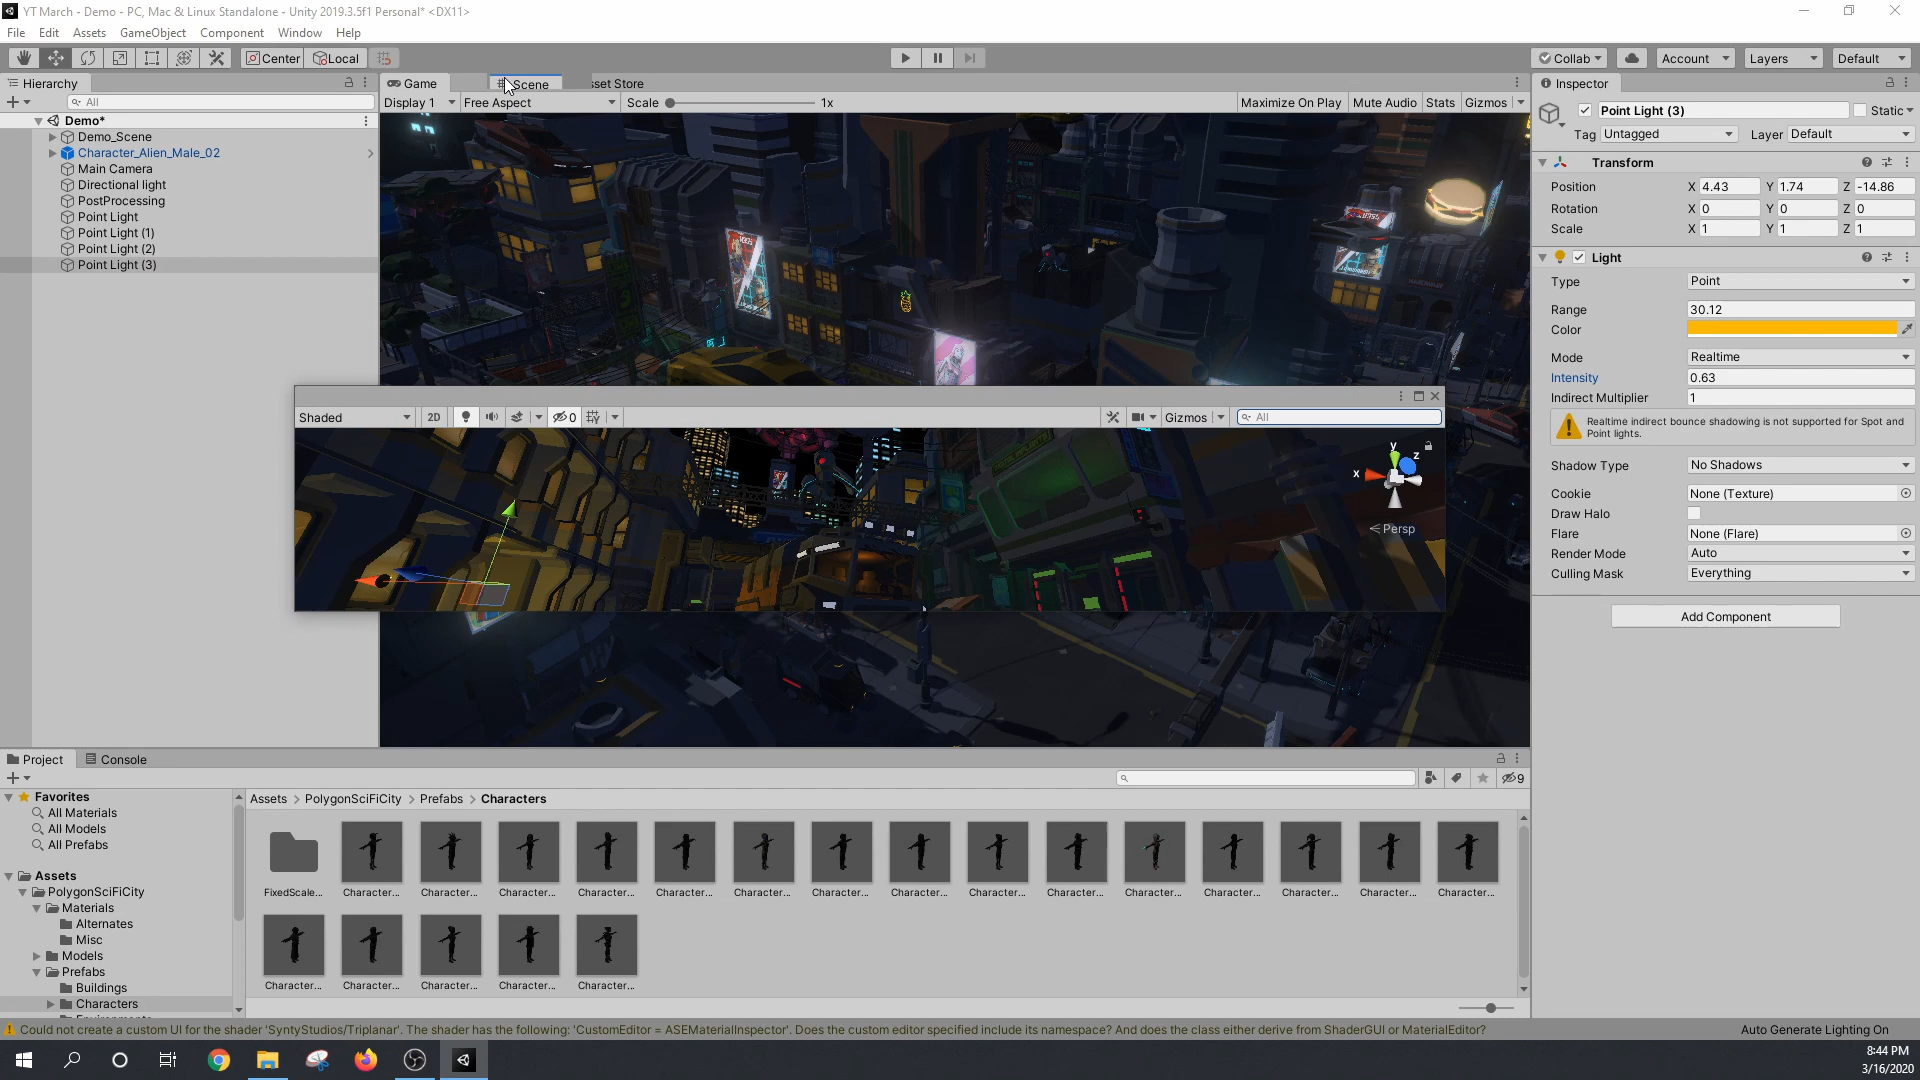 YT March - Demo - PC, Mac & Linux Standalone - Unity 2019.3.5f1 Personal* <DX11>
File Edit Assets GameObject Component Window Help
Center Local Collab Account Layers Default
Hierarchy
All
Demo*
Demo_Scene
Character_Alien_Male_02
Main Camera
Directional light
PostProcessing
Point Light
Point Light (1)
Point Light (2)
Point Light (3)
Game Scene sset Store
Display 1 Free Aspect Scale 1x Maximize On Play Mute Audio Stats Gizmos
Shaded 2D 0 Gizmos All
y
z
x
Persp
Inspector
Point Light (3) Static
Tag Untagged Layer Default
Transform
Position X 4.43 Y 1.74 Z -14.86
Rotation X 0 Y 0 Z 0
Scale X 1 Y 1 Z 1
Light
Type Point
Range 30.12
Color
Mode Realtime
Intensity 0.63
Indirect Multiplier 1
Realtime indirect bounce shadowing is not supported for Spot and
Point lights.
Shadow Type No Shadows
Cookie None (Texture)
Draw Halo
Flare None (Flare)
Render Mode Auto
Culling Mask Everything
Add Component
Project Console
9
Favorites
All Materials
All Models
All Prefabs
Assets
PolygonSciFiCity
Materials
Alternates
Misc
Models
Prefabs
Buildings
Characters
Assets > PolygonSciFiCity > Prefabs > Characters
FixedScale... Character... Character... Character... Character... Character... Character... Character... Character... Character... Character... Character... Character... Character... Character... Character...
Character... Character... Character... Character... Character...
Could not create a custom UI for the shader 'SyntyStudios/Triplanar'. The shader has the following: 'CustomEditor = ASEMaterialInspector'. Does the custom editor specified include its namespace? And does the class either derive from ShaderGUI or MaterialEditor?
Auto Generate Lighting On
8:44 PM
3/16/2020